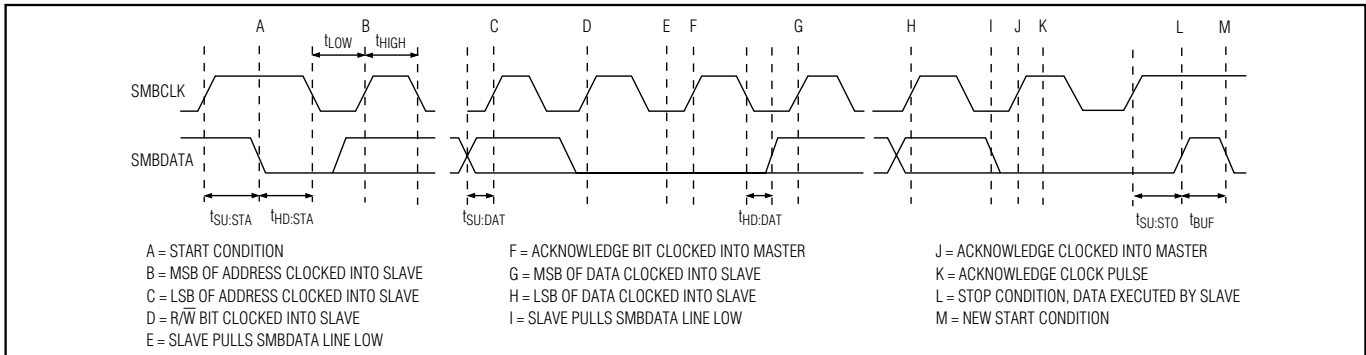 A B C D E F G H I J K L M
tLOW tHIGH
SMBCLK
SMBDATA
tSU:STA tHD:STA tSU:DAT tHD:DAT tSU:STO tBUF
A = START CONDITION
B = MSB OF ADDRESS CLOCKED INTO SLAVE
C = LSB OF ADDRESS CLOCKED INTO SLAVE
D = R/W̅ BIT CLOCKED INTO SLAVE
E = SLAVE PULLS SMBDATA LINE LOW
F = ACKNOWLEDGE BIT CLOCKED INTO MASTER
G = MSB OF DATA CLOCKED INTO SLAVE
H = LSB OF DATA CLOCKED INTO SLAVE
I = SLAVE PULLS SMBDATA LINE LOW
J = ACKNOWLEDGE CLOCKED INTO MASTER
K = ACKNOWLEDGE CLOCK PULSE
L = STOP CONDITION, DATA EXECUTED BY SLAVE
M = NEW START CONDITION